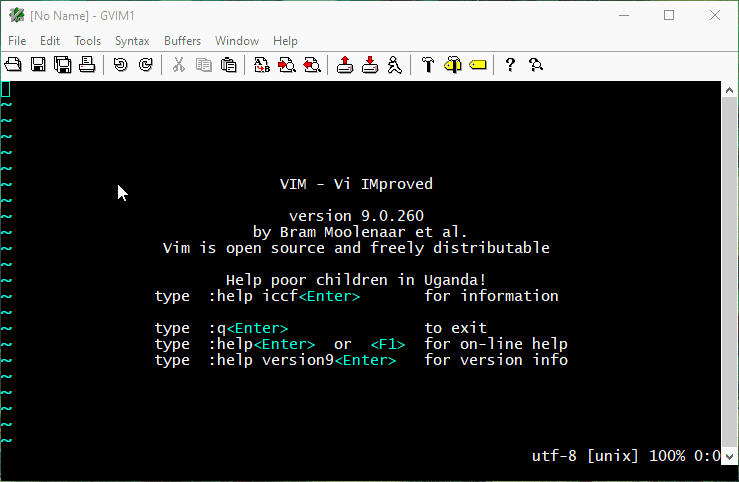 [No Name] - GVIM1
File Edit Tools Syntax Buffers Window Help
~
~
~
~
~
~ VIM - Vi IMproved
~
~ version 9.0.260
~ by Bram Moolenaar et al.
~ Vim is open source and freely distributable
~
~ Help poor children in Uganda!
~ type :help iccf<Enter> for information
~
~ type :q<Enter> to exit
~ type :help<Enter> or <F1> for on-line help
~ type :help version9<Enter> for version info
~
~
~
~
~
utf-8 [unix] 100% 0:0